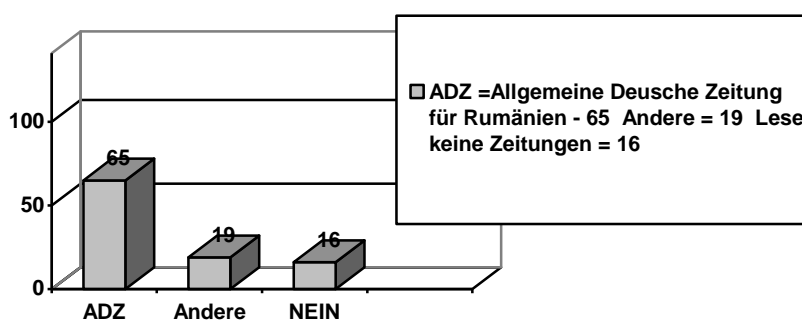 ADZ =Allgemeine Deusche Zeitung
für Rumänien - 65 Andere = 19 Lese
keine Zeitungen = 16
100
50
0
65
19
16
ADZ Andere NEIN